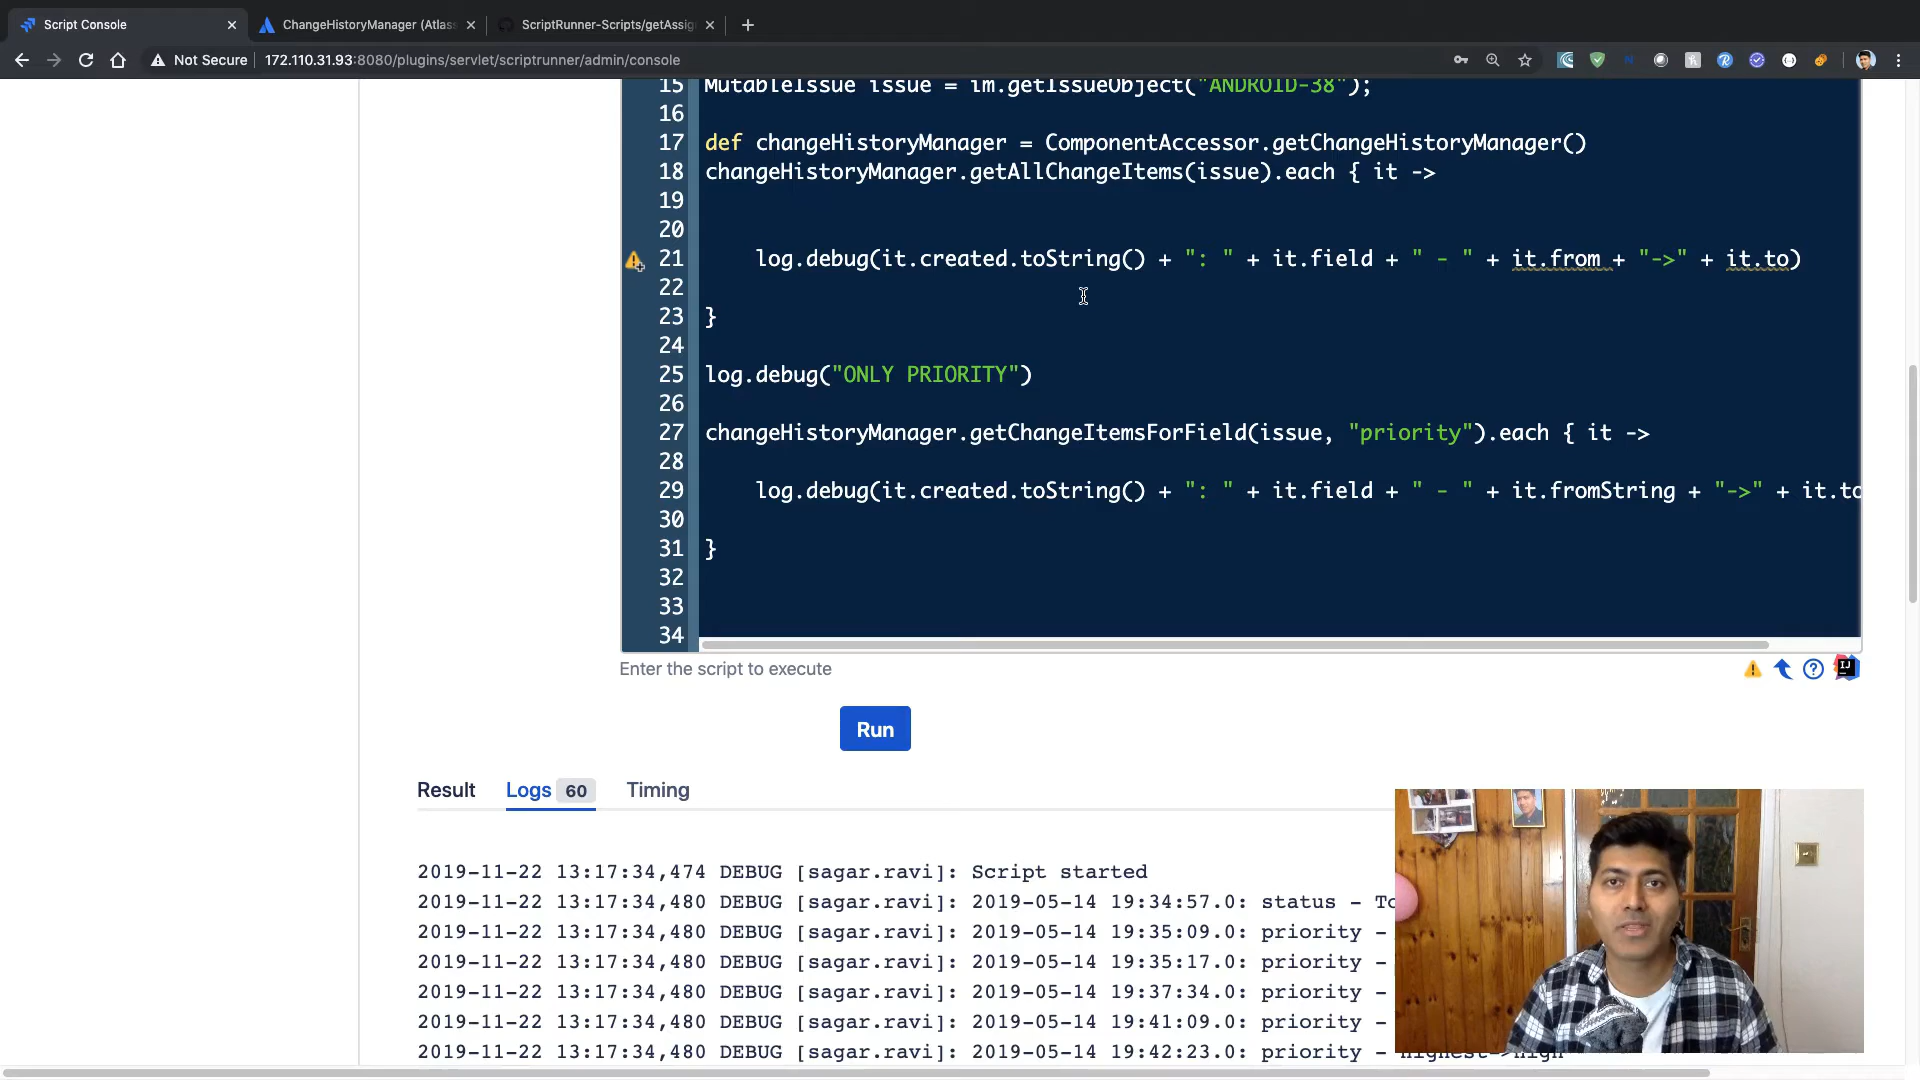 Script Console
ChangeHistoryManager (Atlass
ScriptRunner-Scripts/getAssig
Not Secure 172.110.31.93:8080/plugins/servlet/scriptrunner/admin/console
15 MutableIssue issue = im.getIssueObject("ANDROID-38");
16
17 def changeHistoryManager = ComponentAccessor.getChangeHistoryManager()
18 changeHistoryManager.getAllChangeItems(issue).each { it ->
19
20
21 log.debug(it.created.toString() + ": " + it.field + " - " + it.from + "->" + it.to)
22
23 }
24
25 log.debug("ONLY PRIORITY")
26
27 changeHistoryManager.getChangeItemsForField(issue, "priority").each { it ->
28
29 log.debug(it.created.toString() + ": " + it.field + " - " + it.fromString + "->" + it.to
30
31 }
32
33
34
Enter the script to execute
IJ
Run
Result Logs 60 Timing
2019-11-22 13:17:34,474 DEBUG [sagar.ravi]: Script started
2019-11-22 13:17:34,480 DEBUG [sagar.ravi]: 2019-05-14 19:34:57.0: status - To
2019-11-22 13:17:34,480 DEBUG [sagar.ravi]: 2019-05-14 19:35:09.0: priority -
2019-11-22 13:17:34,480 DEBUG [sagar.ravi]: 2019-05-14 19:35:17.0: priority -
2019-11-22 13:17:34,480 DEBUG [sagar.ravi]: 2019-05-14 19:37:34.0: priority -
2019-11-22 13:17:34,480 DEBUG [sagar.ravi]: 2019-05-14 19:41:09.0: priority -
2019-11-22 13:17:34,480 DEBUG [sagar.ravi]: 2019-05-14 19:42:23.0: priority - highest->high